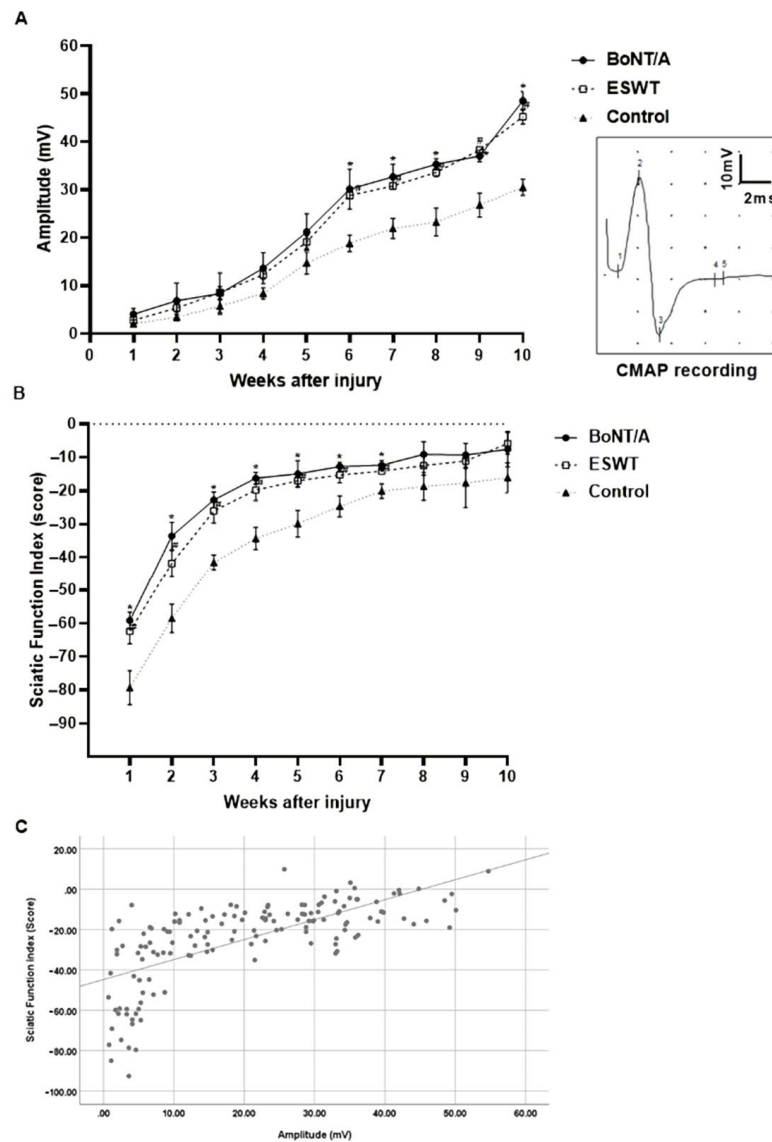 A
60
50
40
30
20
10
0
Amplitude (mV)
0 1 2 3 4 5 6 7 8 9 10
Weeks after injury
* * * * *
# # # # #
BoNT/A
ESWT
Control
1 2 3 4 5
10mV
2ms
CMAP recording
B
0
−10
−20
−30
−40
−50
−60
−70
−80
−90
Sciatic Function Index (score)
1 2 3 4 5 6 7 8 9 10
Weeks after injury
* * * * * * *
# # # # # # #
BoNT/A
ESWT
Control
C
20.00
.00
-20.00
-40.00
-60.00
-80.00
-100.00
Sciatic Function Index (Score)
.00 10.00 20.00 30.00 40.00 50.00 60.00
Amplitude (mV)